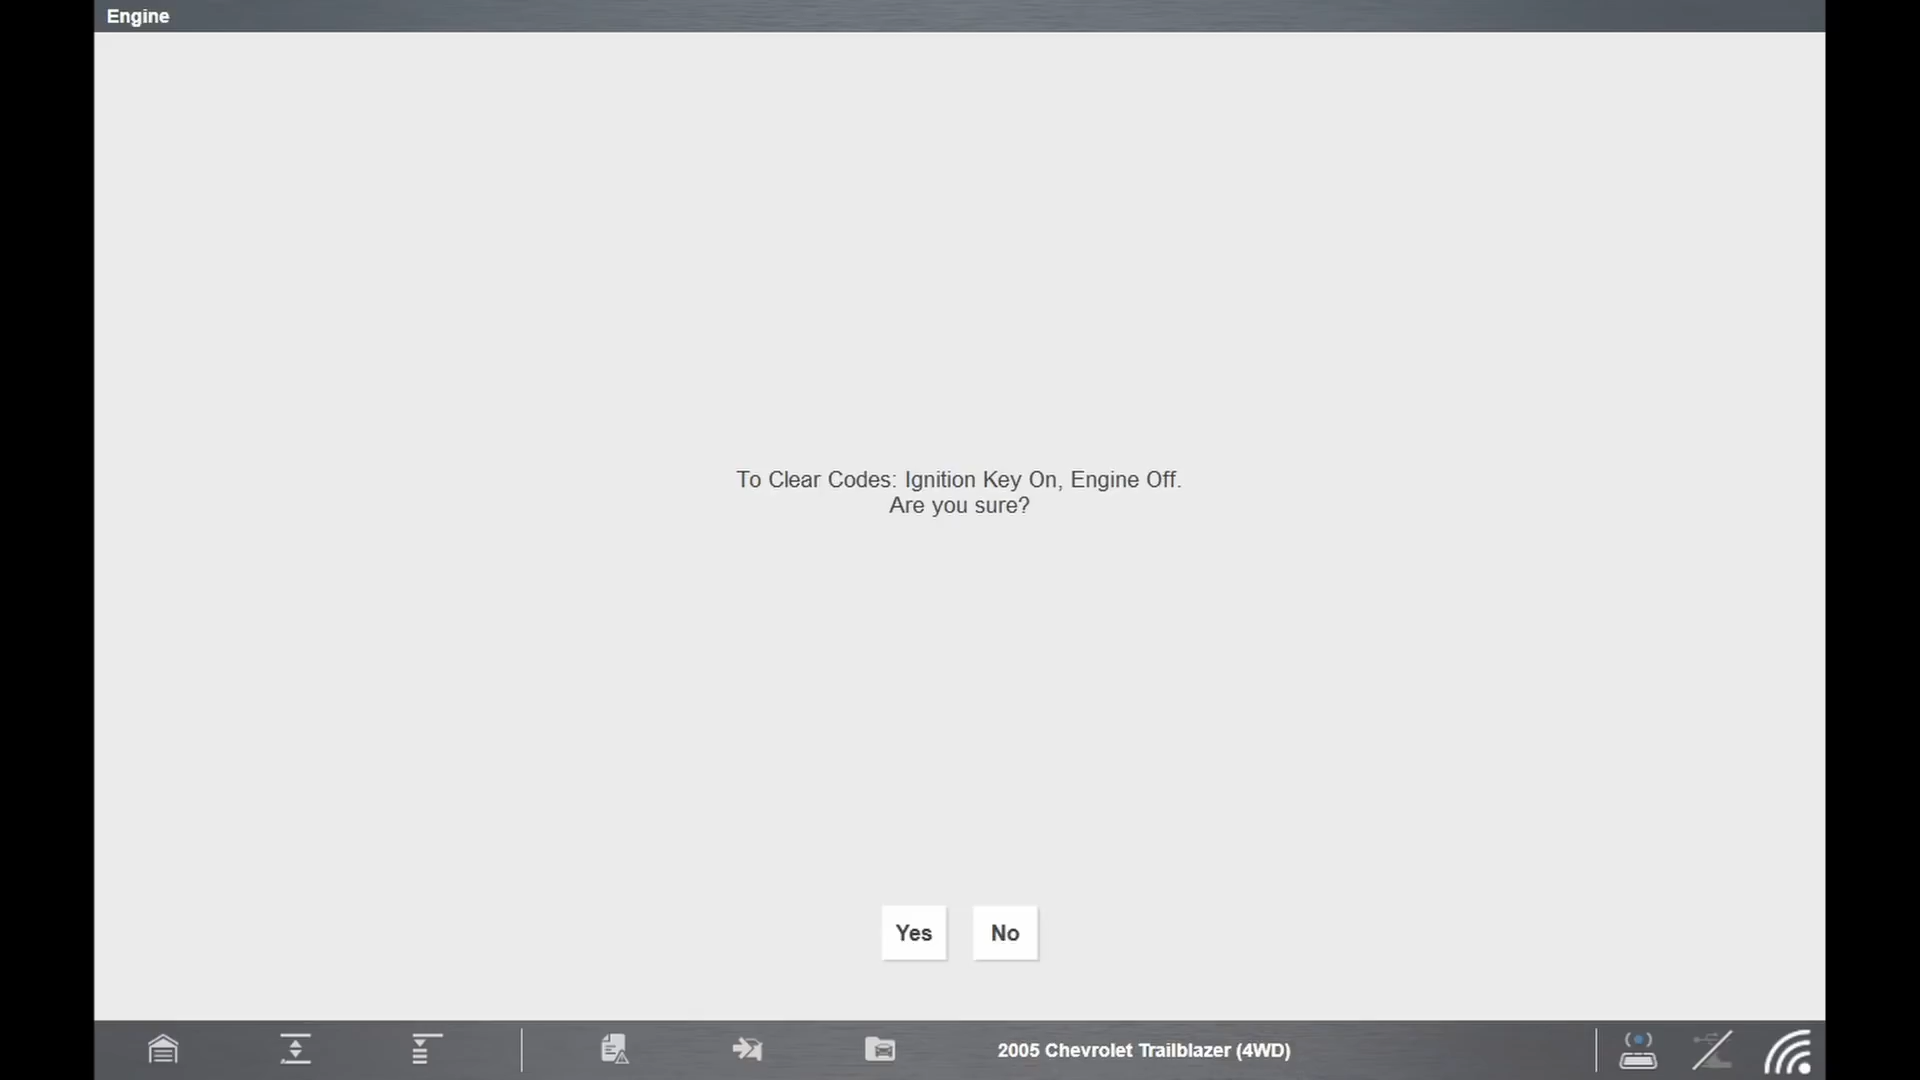 Engine
To Clear Codes: Ignition Key On, Engine Off.
Are you sure?
Yes
No
2005 Chevrolet Trailblazer (4WD)